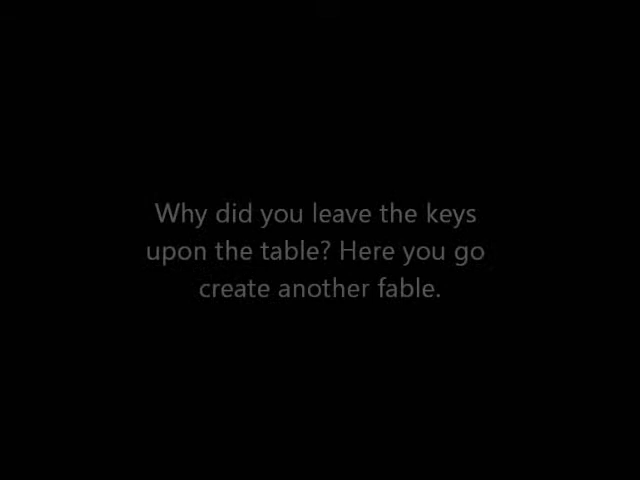 Why did you leave the keys
upon the table? Here you go
create another fable.